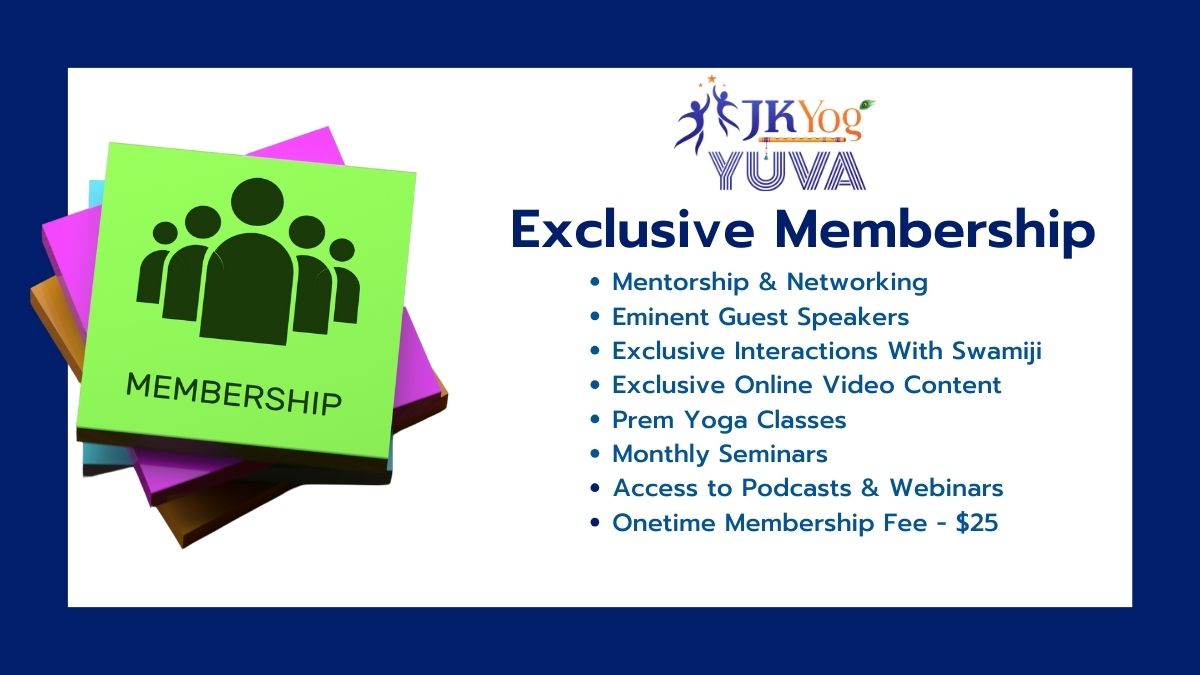 MEMBERSHIP
JKYog
YUVA
Exclusive Membership
• Mentorship & Networking
• Eminent Guest Speakers
• Exclusive Interactions With Swamiji
• Exclusive Online Video Content
• Prem Yoga Classes
• Monthly Seminars
• Access to Podcasts & Webinars
• Onetime Membership Fee - $25